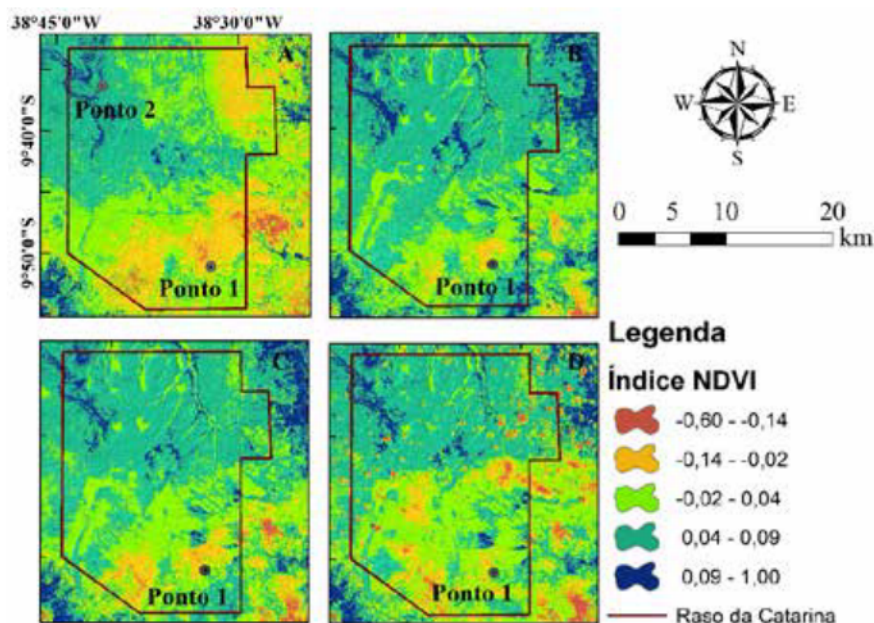 38°45'0"W 38°30'0"W
A
Ponto 2
9°40'0"S
9°50'0"S
Ponto 1
B
Ponto 1
C
Ponto 1
D
Ponto 1
N
W E
S
0 5 10 20
km
Legenda
Índice NDVI
-0,60 - -0,14
-0,14 - -0,02
-0,02 - 0,04
0,04 - 0,09
0,09 - 1,00
Raso da Catarina